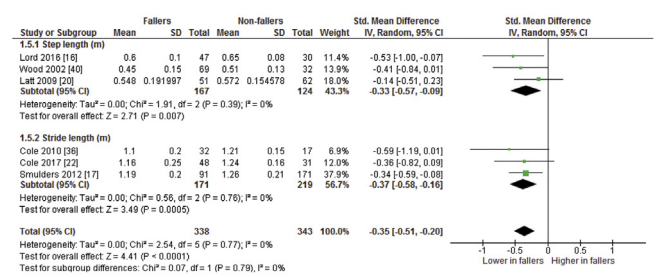 Fallers Non-fallers Std. Mean Difference Std. Mean Difference
Study or Subgroup Mean SD Total Mean SD Total Weight IV, Random, 95% CI IV, Random, 95% CI
1.5.1 Step length (m)
Lord 2016 [16] 0.6 0.1 47 0.65 0.08 30 11.4% -0.53 [-1.00, -0.07]
Wood 2002 [40] 0.45 0.15 69 0.51 0.13 32 13.9% -0.41 [-0.84, 0.01]
Latt 2009 [20] 0.548 0.191997 51 0.572 0.154578 62 18.0% -0.14 [-0.51, 0.23]
Subtotal (95% CI) 167 124 43.3% -0.33 [-0.57, -0.09]
Heterogeneity: Tau² = 0.00; Chi² = 1.91, df = 2 (P = 0.39); I² = 0%
Test for overall effect: Z = 2.71 (P = 0.007)
1.5.2 Stride length (m)
Cole 2010 [36] 1.1 0.2 32 1.21 0.15 17 6.9% -0.59 [-1.19, 0.01]
Cole 2017 [22] 1.16 0.25 48 1.24 0.16 31 12.0% -0.36 [-0.82, 0.09]
Smulders 2012 [17] 1.19 0.2 91 1.26 0.21 171 37.9% -0.34 [-0.59, -0.08]
Subtotal (95% CI) 171 219 56.7% -0.37 [-0.58, -0.16]
Heterogeneity: Tau² = 0.00; Chi² = 0.56, df = 2 (P = 0.76); I² = 0%
Test for overall effect: Z = 3.49 (P = 0.0005)
Total (95% CI) 338 343 100.0% -0.35 [-0.51, -0.20]
Heterogeneity: Tau² = 0.00; Chi² = 2.54, df = 5 (P = 0.77); I² = 0%
Test for overall effect: Z = 4.41 (P < 0.0001)
Test for subgroup differences: Chi² = 0.07, df = 1 (P = 0.79), I² = 0%
-1 -0.5 0 0.5 1
Lower in fallers Higher in fallers